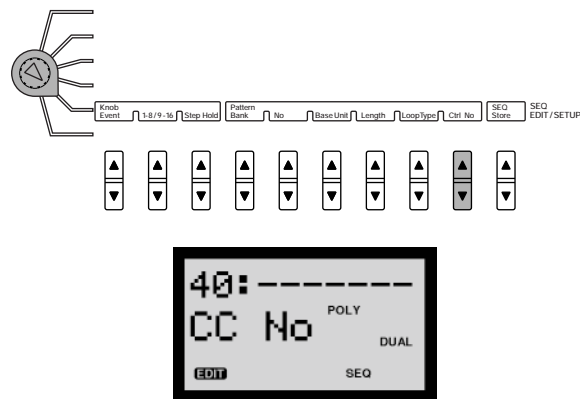 Knob Pattern SEQ SEQ
Event 1-8/9-16 Step Hold Bank No Base Unit Length LoopType Ctrl No Store EDIT / SETUP
40:-------
CC No POLY
DUAL
EDIT SEQ